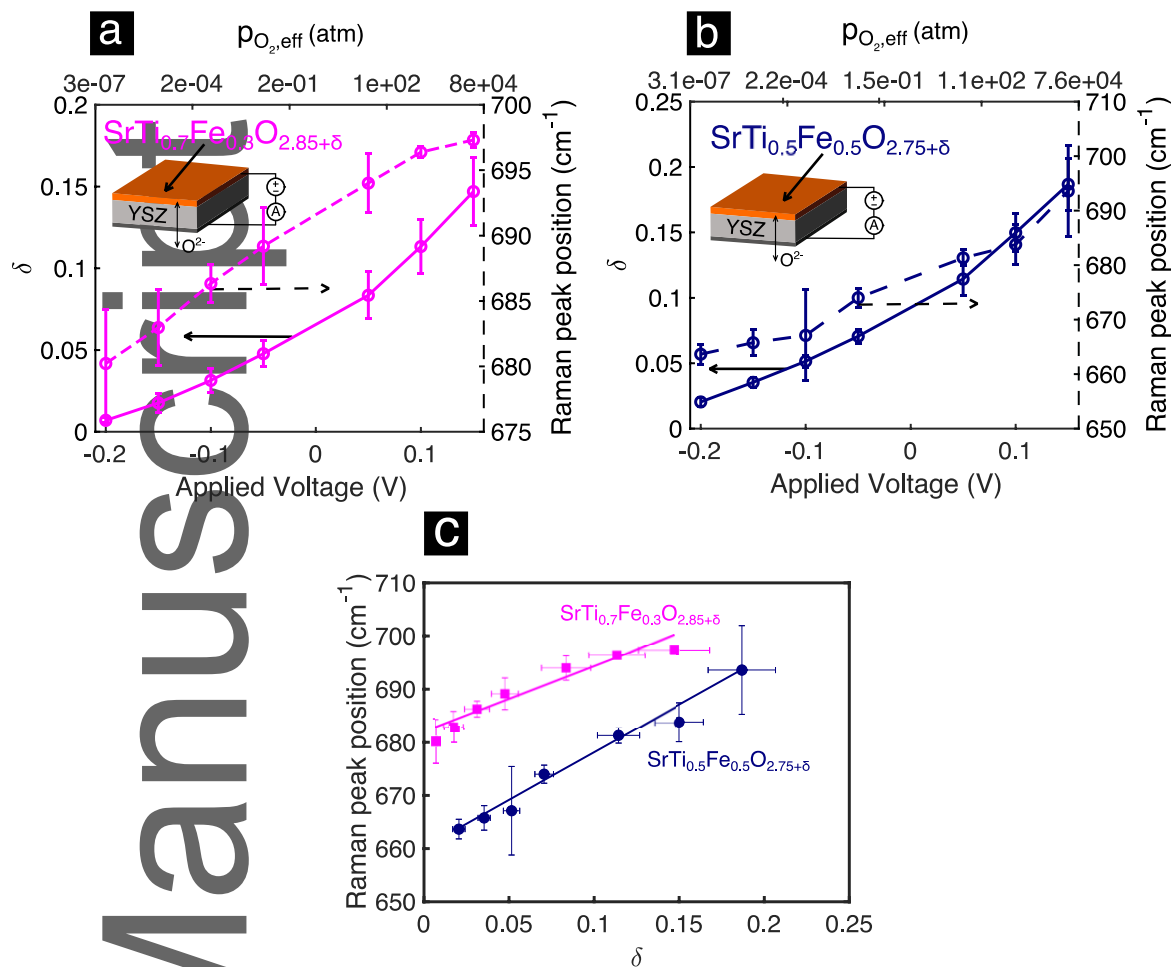 a
pO₂,eff (atm)
3e-07 2e-04 2e-01 1e+02 8e+04
SrTi0.7Fe0.3O2.85+δ
YSZ
O2-
±
A
0.2
0.15
0.1
0.05
0
δ
700
695
690
685
680
675
Raman peak position (cm-1)
-0.2 -0.1 0 0.1
Applied Voltage (V)
b
pO₂,eff (atm)
3.1e-07 2.2e-04 1.5e-01 1.1e+02 7.6e+04
SrTi0.5Fe0.5O2.75+δ
YSZ
O2-
±
A
0.25
0.2
0.15
0.1
0.05
0
δ
710
700
690
680
670
660
650
Raman peak position (cm-1)
-0.2 -0.1 0 0.1
Applied Voltage (V)
c
Raman peak position (cm-1)
710
700
690
680
670
660
650
SrTi0.7Fe0.3O2.85+δ
SrTi0.5Fe0.5O2.75+δ
0 0.05 0.1 0.15 0.2 0.25
δ
Manuscript